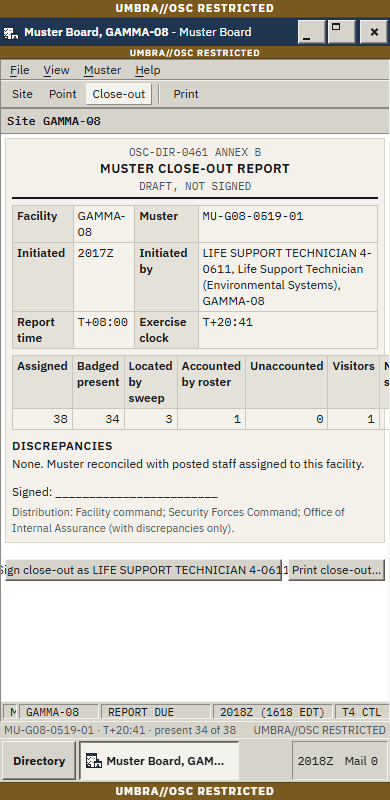 UMBRA//OSC RESTRICTED
Muster Board, GAMMA-08 - Muster Board
UMBRA//OSC RESTRICTED
File View Muster Help
Site Point Close-out Print
Site GAMMA-08
OSC-DIR-0461 ANNEX B
MUSTER CLOSE-OUT REPORT
DRAFT, NOT SIGNED
Facility GAMMA-08 Muster MU-G08-0519-01
Initiated 2017Z Initiated by LIFE SUPPORT TECHNICIAN 4-0611, Life Support Technician (Environmental Systems), GAMMA-08
Report time T+08:00 Exercise clock T+20:41
Assigned Badged present Located by sweep Accounted by roster Unaccounted Visitors
38 34 3 1 0 1
DISCREPANCIES
None. Muster reconciled with posted staff assigned to this facility.
Signed: ________________________
Distribution: Facility command; Security Forces Command; Office of
Internal Assurance (with discrepancies only).
Sign close-out as LIFE SUPPORT TECHNICIAN 4-0611 Print close-out...
GAMMA-08 REPORT DUE 2018Z (1618 EDT) T4 CTL
MU-G08-0519-01 · T+20:41 · present 34 of 38 UMBRA//OSC RESTRICTED
Directory Muster Board, GAM... 2018Z Mail 0
UMBRA//OSC RESTRICTED